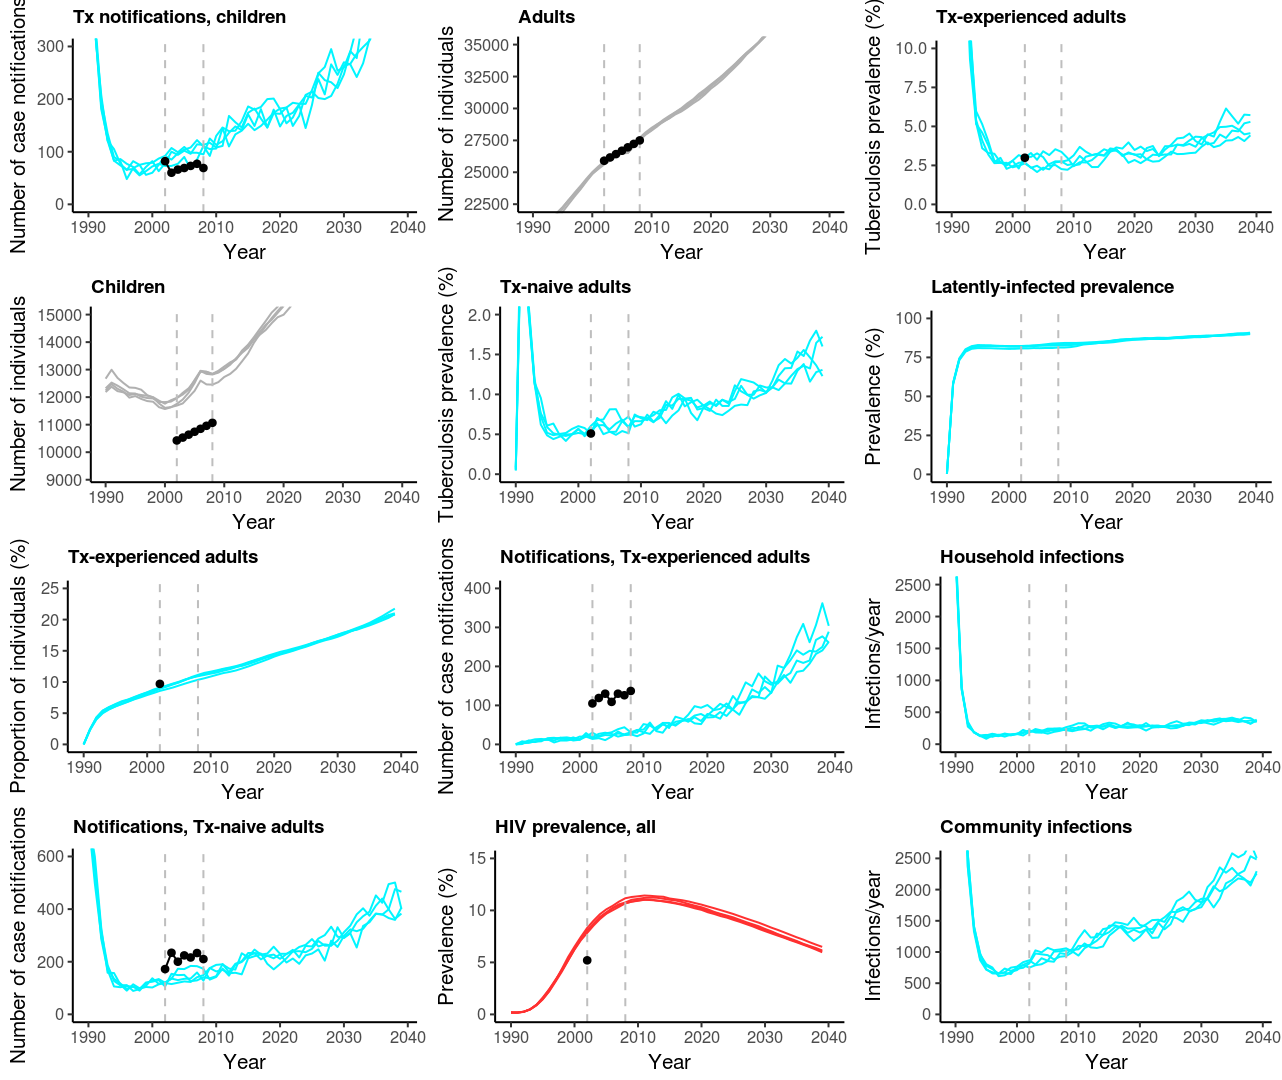 Tx notifications, children
Number of case notifications
300
200
100
0
1990 2000 2010 2020 2030 2040
Year
Adults
Number of individuals
35000
32500
30000
27500
25000
22500
1990 2000 2010 2020 2030 2040
Year
Tx-experienced adults
Tuberculosis prevalence (%)
10.0
7.5
5.0
2.5
0.0
1990 2000 2010 2020 2030 2040
Year
Children
Number of individuals
15000
14000
13000
12000
11000
10000
9000
1990 2000 2010 2020 2030 2040
Year
Tx-naive adults
Tuberculosis prevalence (%)
2.0
1.5
1.0
0.5
0.0
1990 2000 2010 2020 2030 2040
Year
Latently-infected prevalence
Prevalence (%)
100
75
50
25
0
1990 2000 2010 2020 2030 2040
Year
Tx-experienced adults
Proportion of individuals (%)
25
20
15
10
5
0
1990 2000 2010 2020 2030 2040
Year
Notifications, Tx-experienced adults
Number of case notifications
400
300
200
100
0
1990 2000 2010 2020 2030 2040
Year
Household infections
Infections/year
2500
2000
1500
1000
500
0
1990 2000 2010 2020 2030 2040
Year
Notifications, Tx-naive adults
Number of case notifications
600
400
200
0
1990 2000 2010 2020 2030 2040
Year
HIV prevalence, all
Prevalence (%)
15
10
5
0
1990 2000 2010 2020 2030 2040
Year
Community infections
Infections/year
2500
2000
1500
1000
500
0
1990 2000 2010 2020 2030 2040
Year